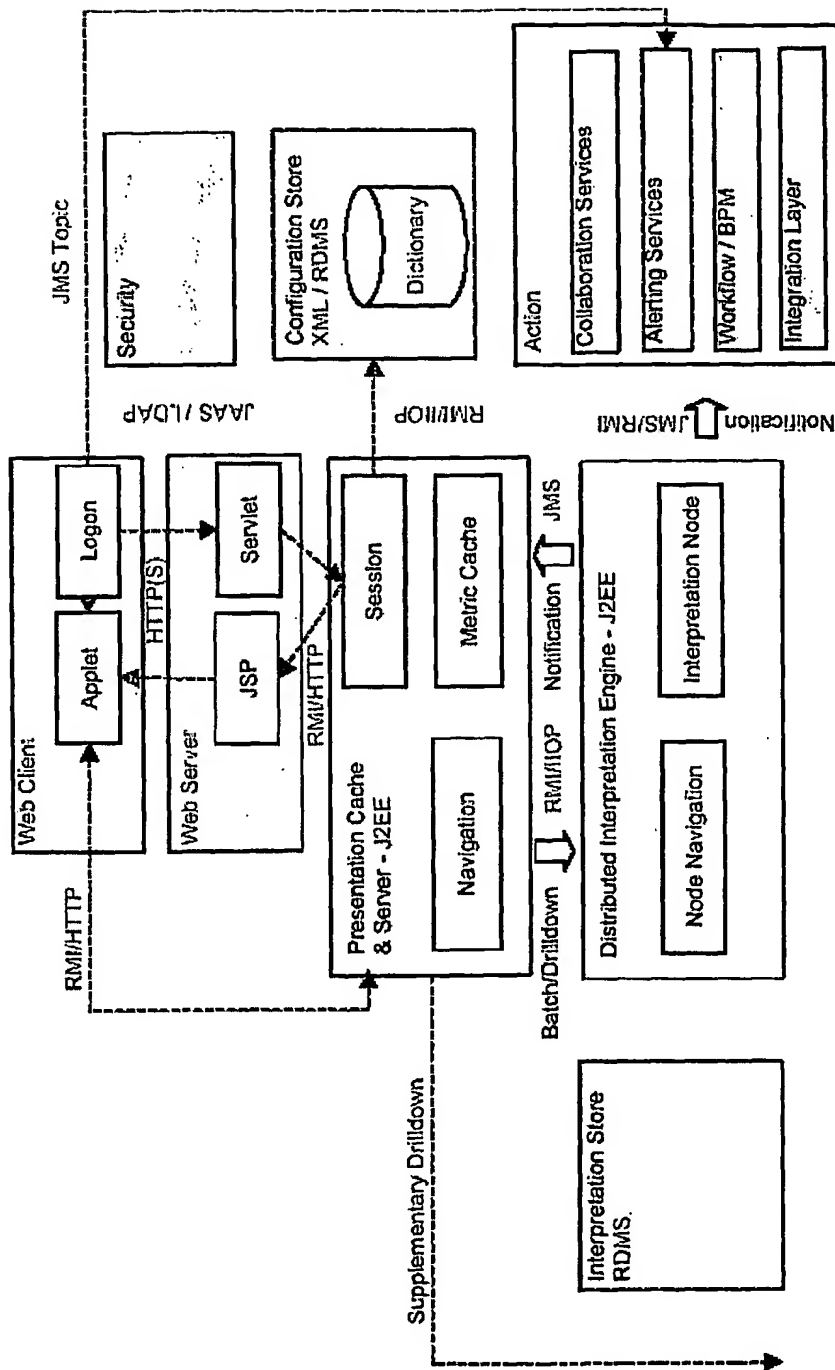 JMS Topic
RMI/HTTP
Web Client
Applet
Logon
HTTP(S)
Security
JAAS / LDAP
Web Server
JSP
Servlet
RMI/HTTP
Supplementary Drilldown
Presentation Cache
& Server - J2EE
Session
Navigation
Metric Cache
RMI/IIOP
Configuration Store
XML / RDMS
Dictionary
Batch/Drilldown
RMI/IIOP
Notification
JMS
Interpretation Store
RDMS.
Distributed Interpretation Engine - J2EE
Node Navigation
Interpretation Node
JMS/RMI
Notification
Action
Collaboration Services
Alerting Services
Workflow / BPM
Integration Layer